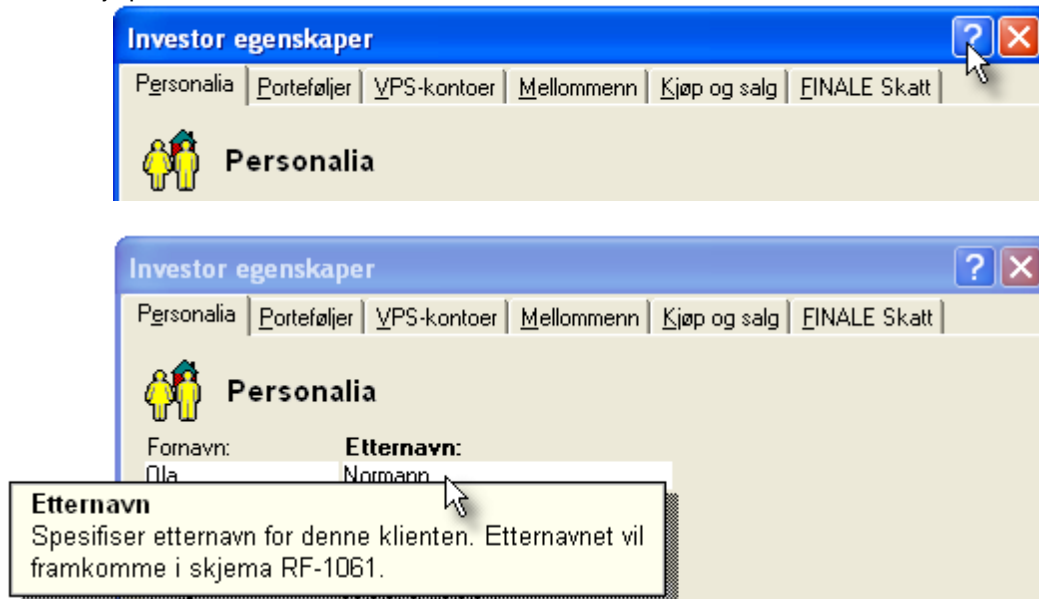 Investor egenskaper
Personalia Porteføljer VPS-kontoer Mellommenn Kjøp og salg FINALE Skatt
Personalia
Investor egenskaper
Personalia Porteføljer VPS-kontoer Mellommenn Kjøp og salg FINALE Skatt
Personalia
Fornavn: Etternavn:
Ola Normann
Etternavn
Spesifiser etternavn for denne klienten. Etternavnet vil
framkomme i skjema RF-1061.